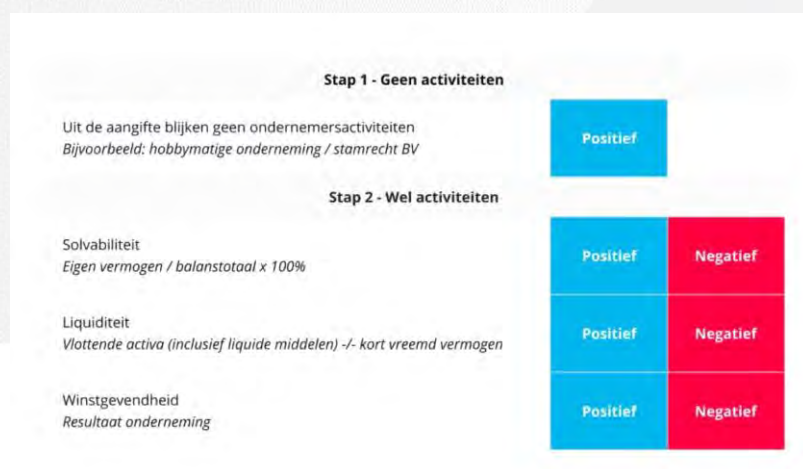 Stap 1 - Geen activiteiten
Uit de aangifte blijken geen ondernemersactiviteiten
Bijvoorbeeld: hobbymatige onderneming / stamrecht BV
Positief
Stap 2 - Wel activiteiten
Solvabiliteit
Eigen vermogen / balanstotaal x 100%
Positief
Negatief
Liquiditeit
Vlottende activa (inclusief liquide middelen) -/- kort vreemd vermogen
Positief
Negatief
Winstgevendheid
Resultaat onderneming
Positief
Negatief